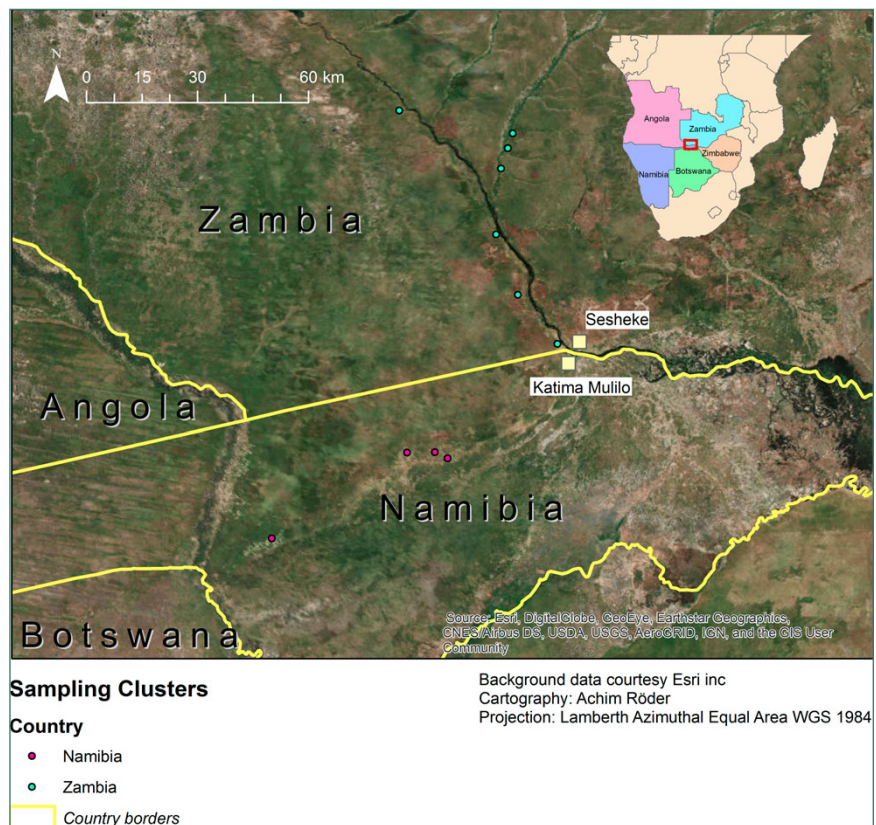 N
0 15 30 60 km
Angola
Zambia
Zimbabwe
Namibia
Botswana
Zambia
Sesheke
Katima Mulilo
Angola
Namibia
Botswana
Source: Esri, DigitalGlobe, GeoEye, Earthstar Geographics,
CNES/Airbus DS, USDA, USGS, AeroGRID, IGN, and the GIS User
Community
Sampling Clusters
Country
Namibia
Zambia
Country borders
Background data courtesy Esri inc
Cartography: Achim Röder
Projection: Lamberth Azimuthal Equal Area WGS 1984